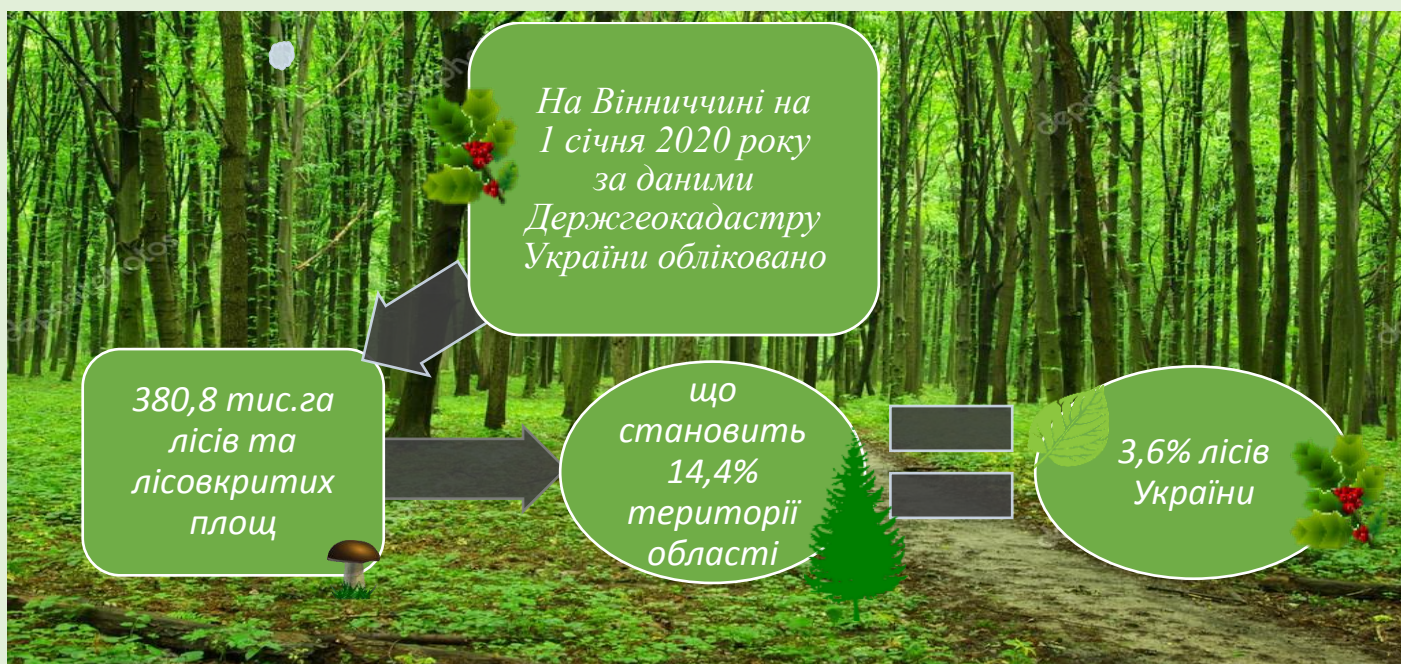 На Вінниччині на
1 січня 2020 року
за даними
Держгеокадастру
України обліковано
380,8 тис.га
лісів та
лісовкритих
площ
що
становить
14,4%
території
області
3,6% лісів
України